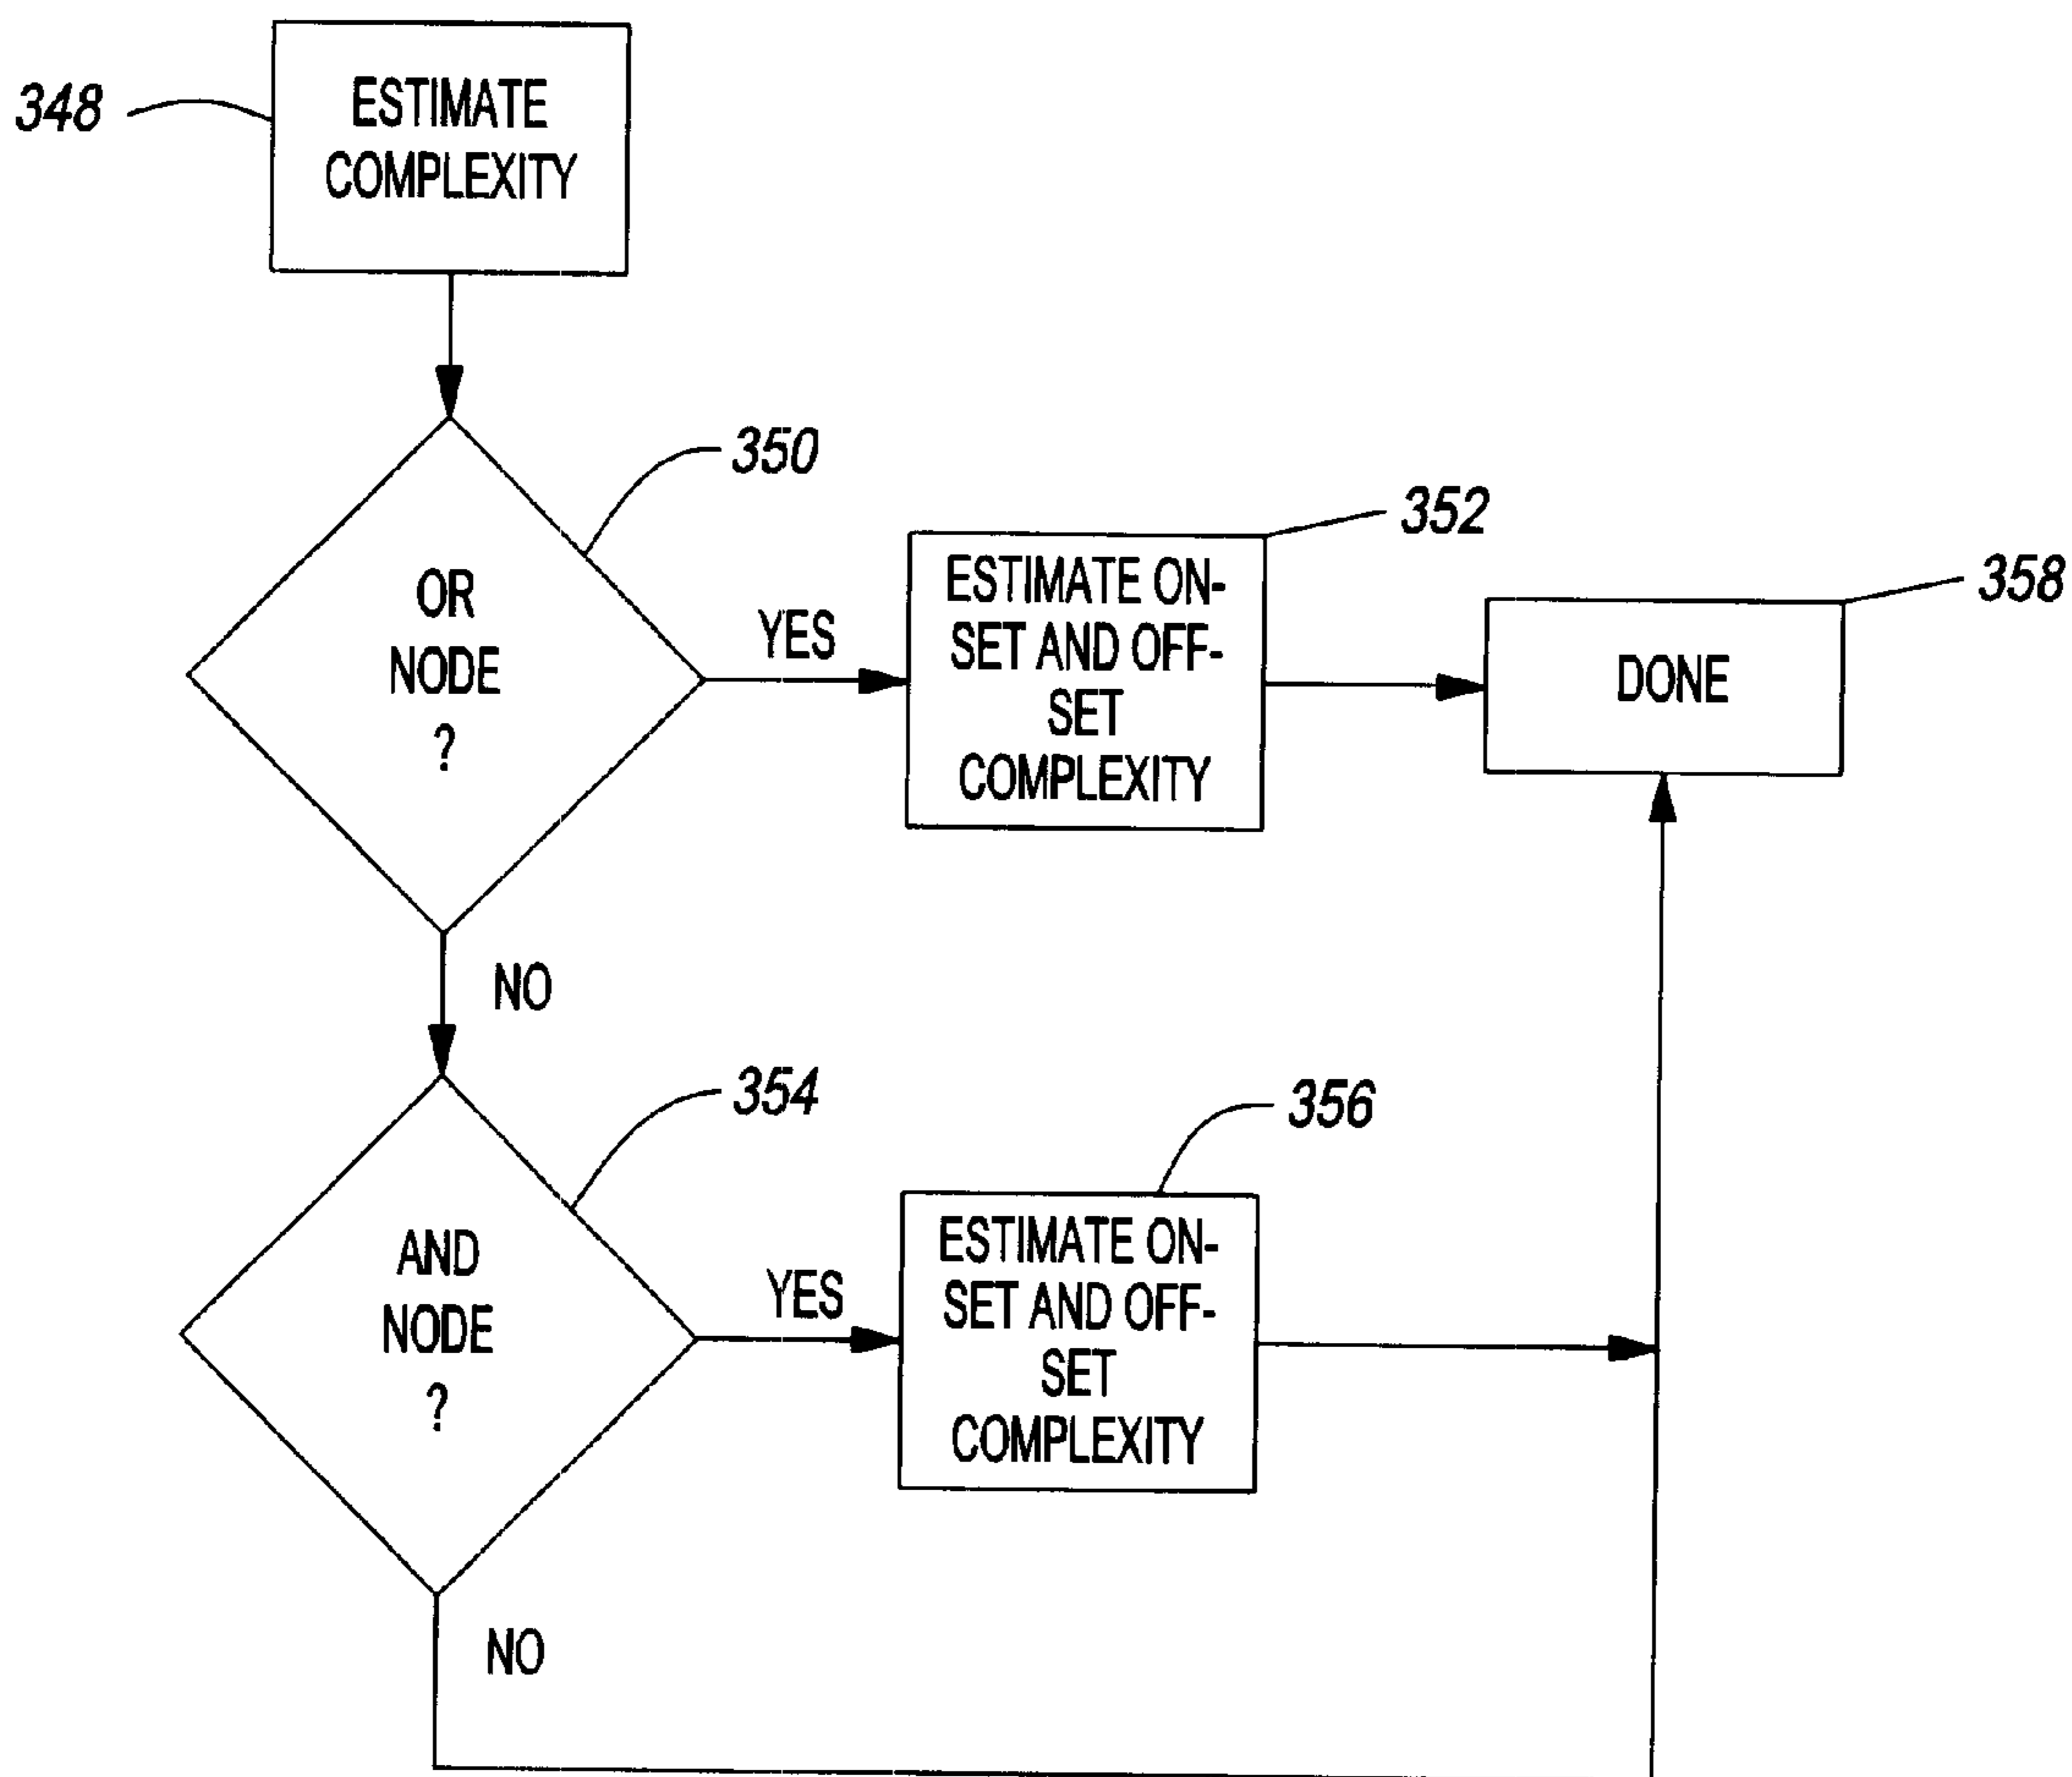 348
ESTIMATE
COMPLEXITY
350
OR
NODE
?
YES
352
ESTIMATE ON-
SET AND OFF-
SET
COMPLEXITY
358
DONE
NO
354
AND
NODE
?
YES
356
ESTIMATE ON-
SET AND OFF-
SET
COMPLEXITY
NO